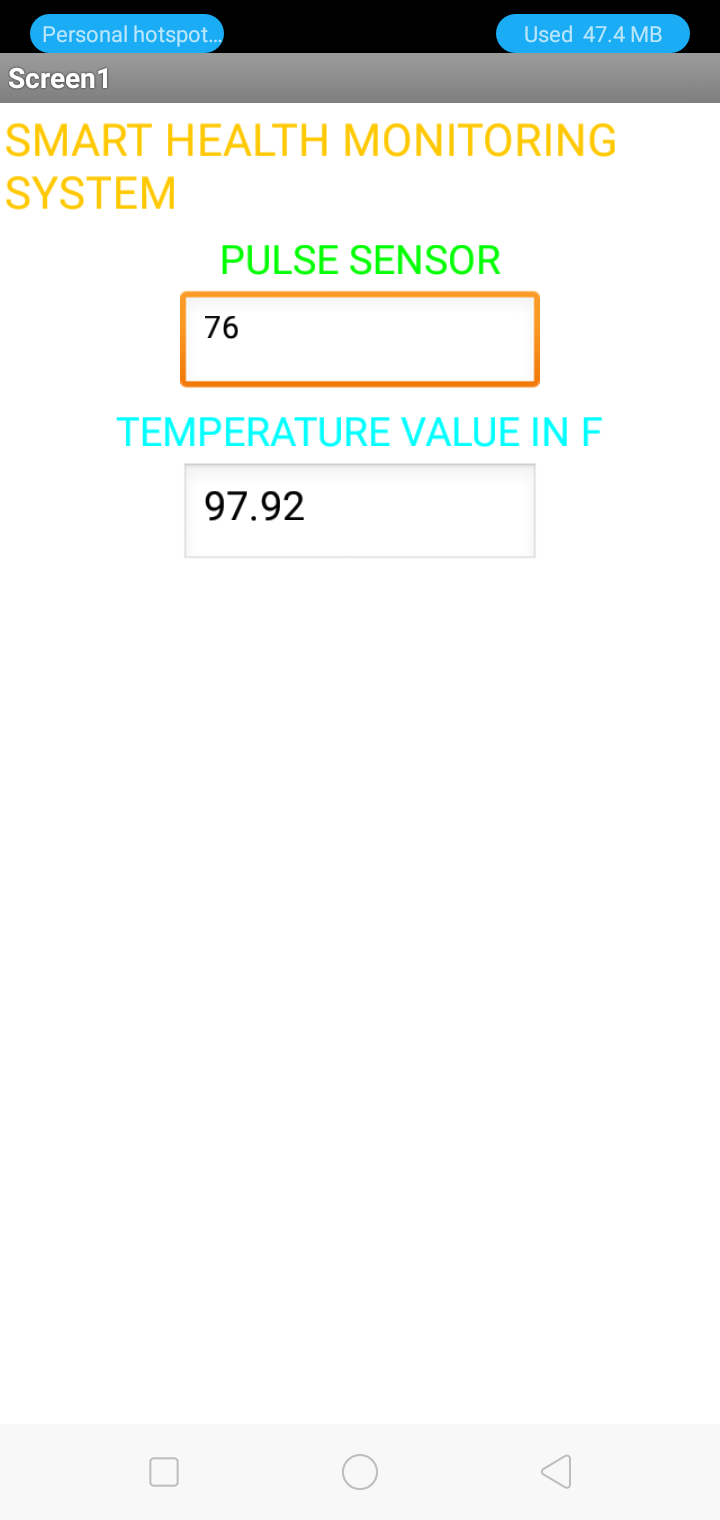 Personal hotspot... Used 47.4 MB
Screen1
SMART HEALTH MONITORING
SYSTEM
PULSE SENSOR
76
TEMPERATURE VALUE IN F
97.92